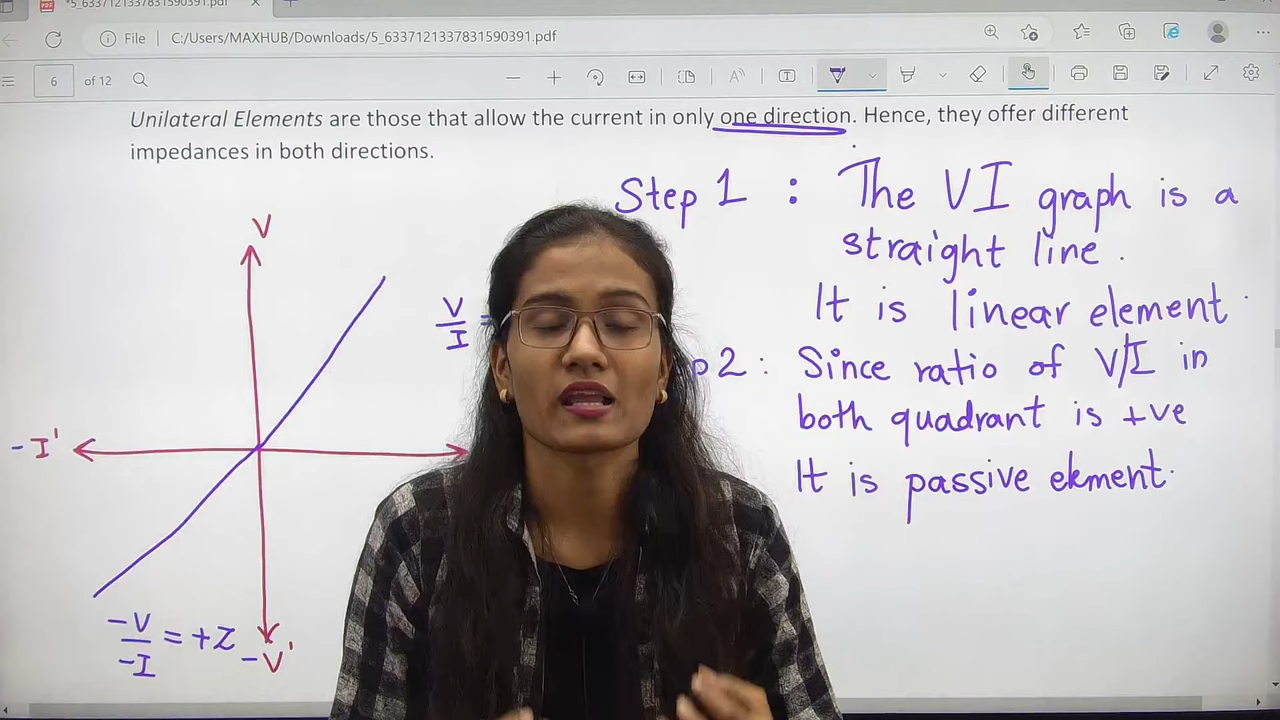 *5_6337121337831590391.pdf
File C:/Users/MAXHUB/Downloads/5_6337121337831590391.pdf
6 of 12
Unilateral Elements are those that allow the current in only one direction. Hence, they offer different
impedances in both directions.
Step 1 : The VI graph is a
straight line.
It is linear element
p 2 : Since ratio of V/I in
both quadrant is +ve
It is passive element.
V
V/I =
-I'
-V/-I = +Z
-V'